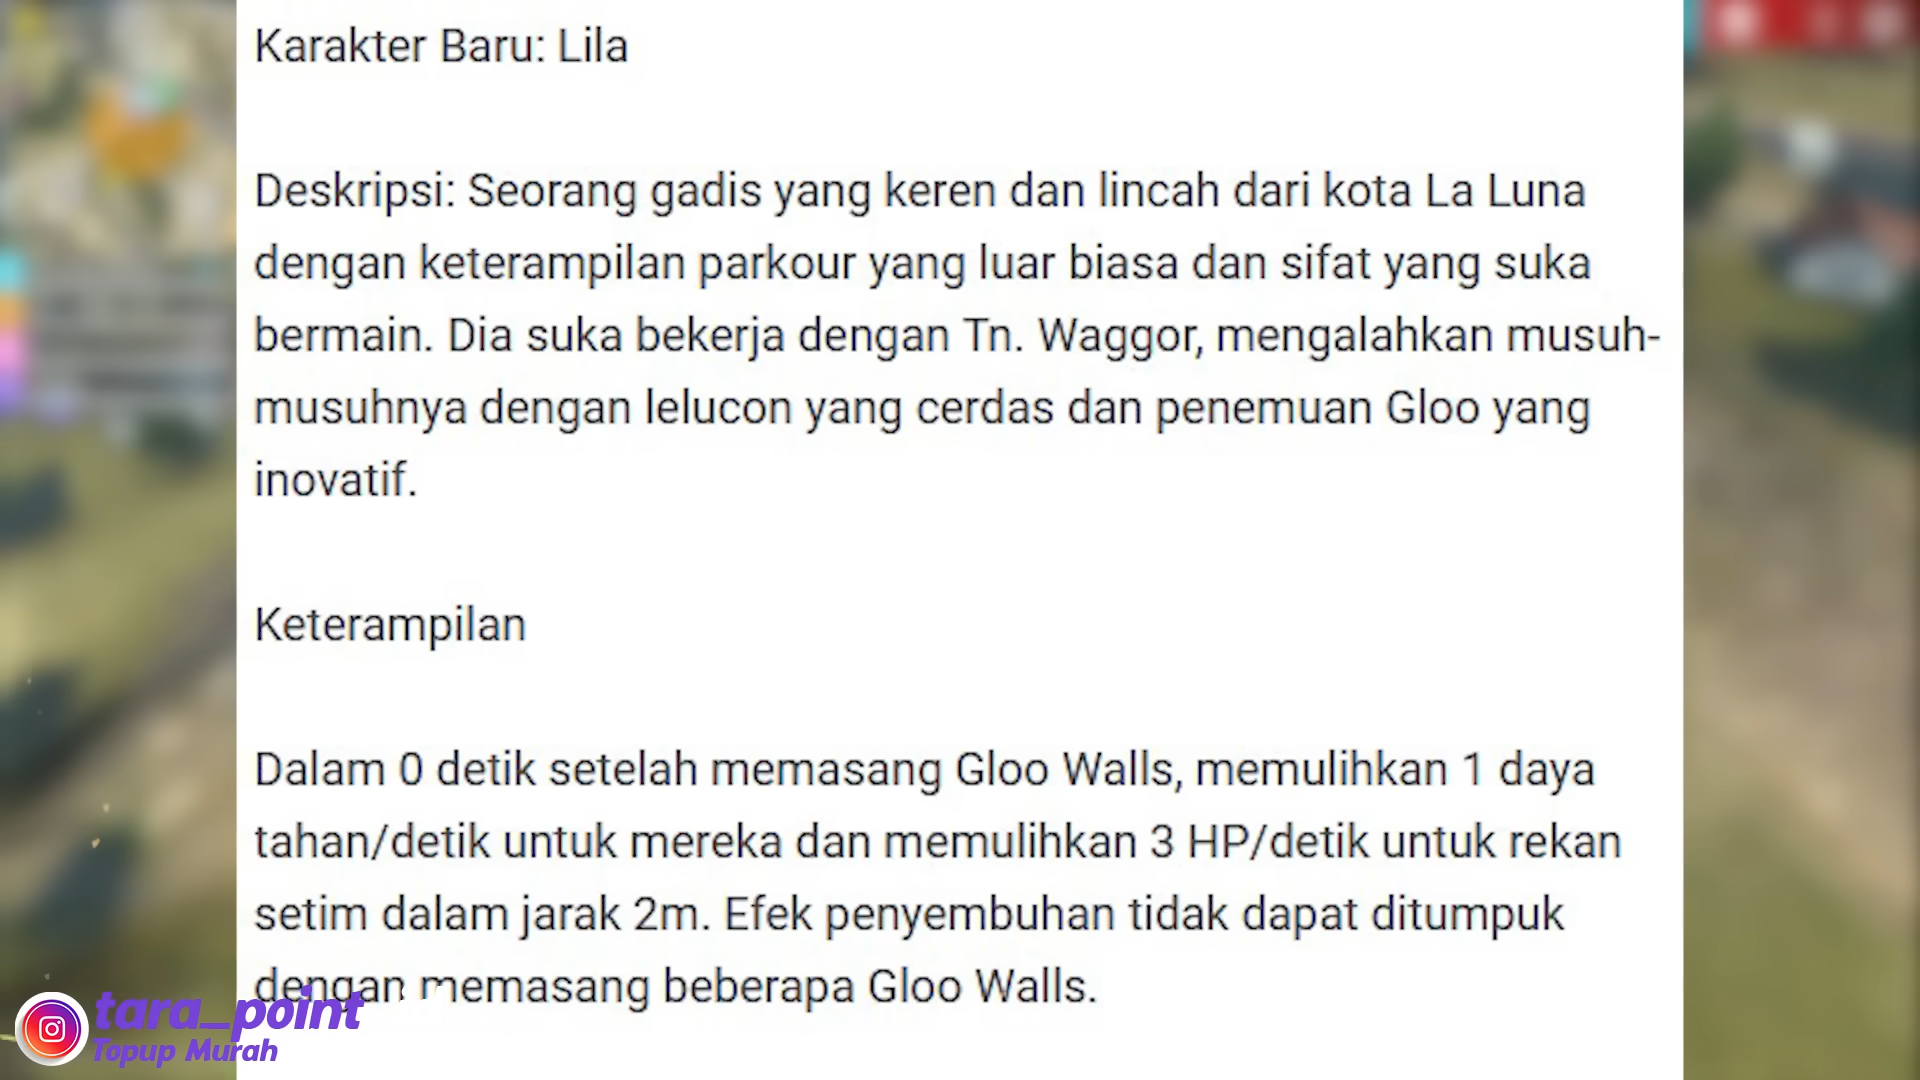 Karakter Baru: Lila
Deskripsi: Seorang gadis yang keren dan lincah dari kota La Luna
dengan keterampilan parkour yang luar biasa dan sifat yang suka
bermain. Dia suka bekerja dengan Tn. Waggor, mengalahkan musuh-
musuhnya dengan lelucon yang cerdas dan penemuan Gloo yang
inovatif.
Keterampilan
Dalam 0 detik setelah memasang Gloo Walls, memulihkan 1 daya
tahan/detik untuk mereka dan memulihkan 3 HP/detik untuk rekan
setim dalam jarak 2m. Efek penyembuhan tidak dapat ditumpuk
dengan memasang beberapa Gloo Walls.
tara_point
Topup Murah